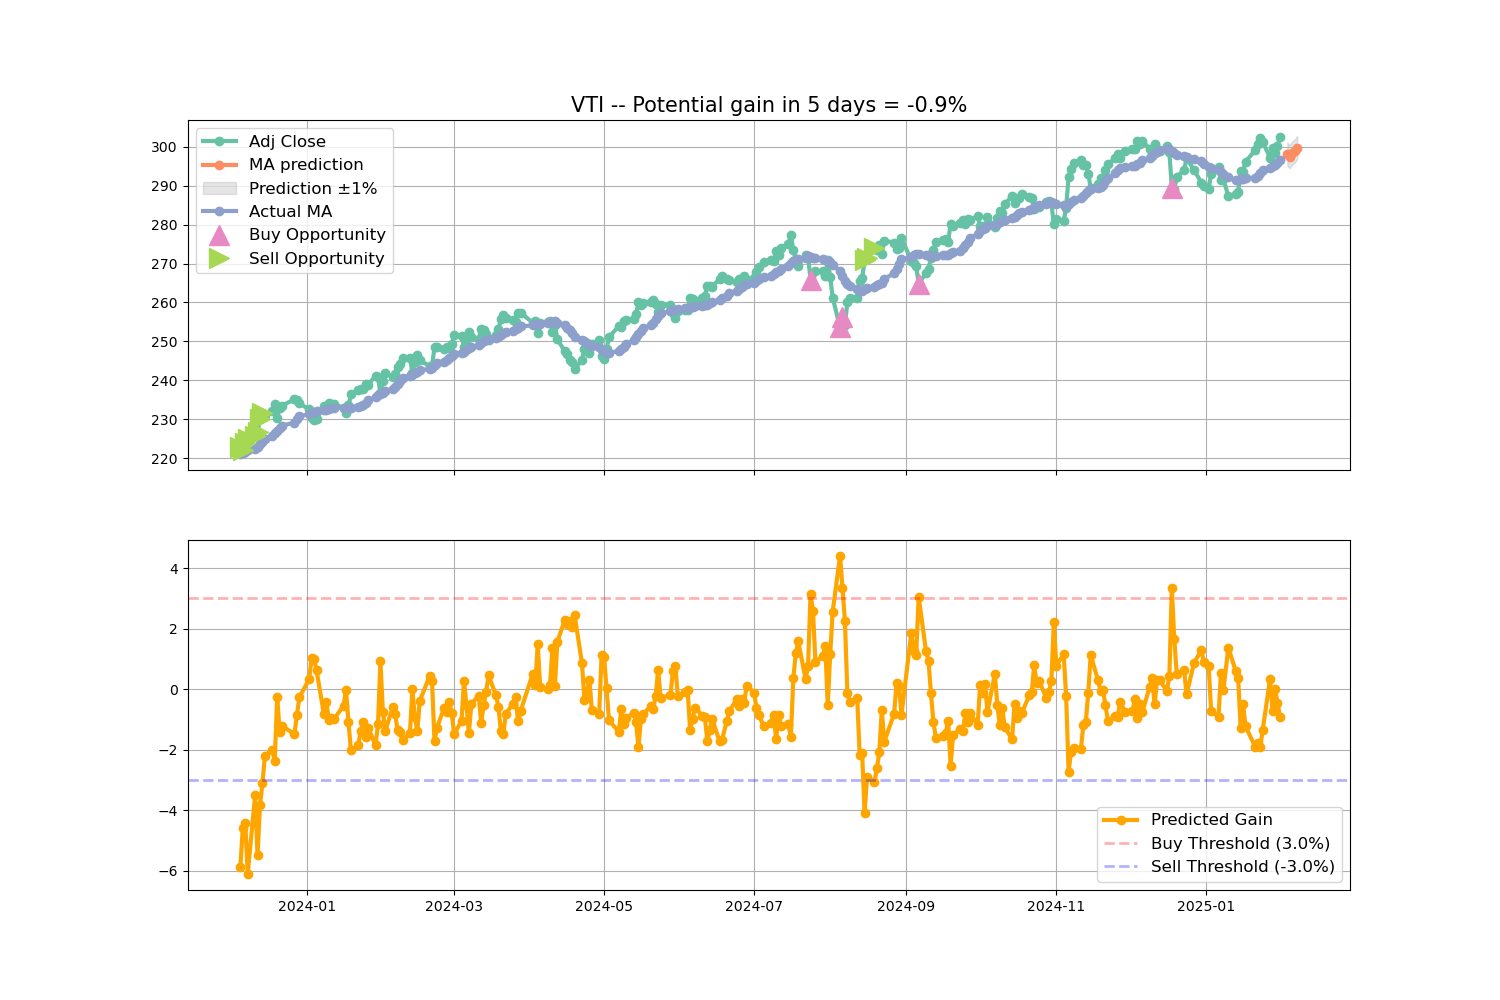 VTI -- Potential gain in 5 days = -0.9%
Adj Close
MA prediction
Prediction ±1%
Actual MA
Buy Opportunity
Sell Opportunity
300
290
280
270
260
250
240
230
220
4
2
0
−2
−4
−6
Predicted Gain
Buy Threshold (3.0%)
Sell Threshold (-3.0%)
2024-01 2024-03 2024-05 2024-07 2024-09 2024-11 2025-01